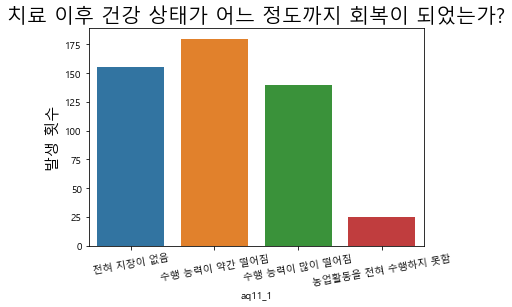 치료 이후 건강 상태가 어느 정도까지 회복이 되었는가?
발생 횟수
175
150
125
100
75
50
25
0
전혀 지장이 없음
수행 능력이 약간 떨어짐
수행 능력이 많이 떨어짐
농업활동을 전혀 수행하지 못함
aq11_1